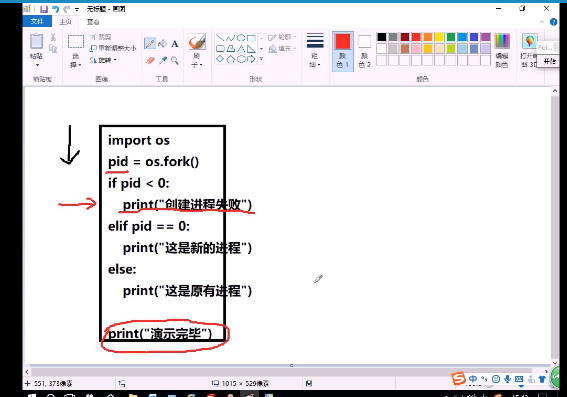 无标题 - 画图
文件 主页 查看
粘贴
选择
裁剪
重新调整大小
旋转
刷子
轮廓
填充
粗细
颜色 1
颜色 2
编辑颜色
开始
剪贴板 图像 工具 形状 颜色
import os
pid = os.fork()
if pid < 0:
print("创建进程失败")
elif pid == 0:
print("这是新的进程")
else:
print("这是原有进程")
print("演示完毕")
551, 373像素 1015 × 529像素
中